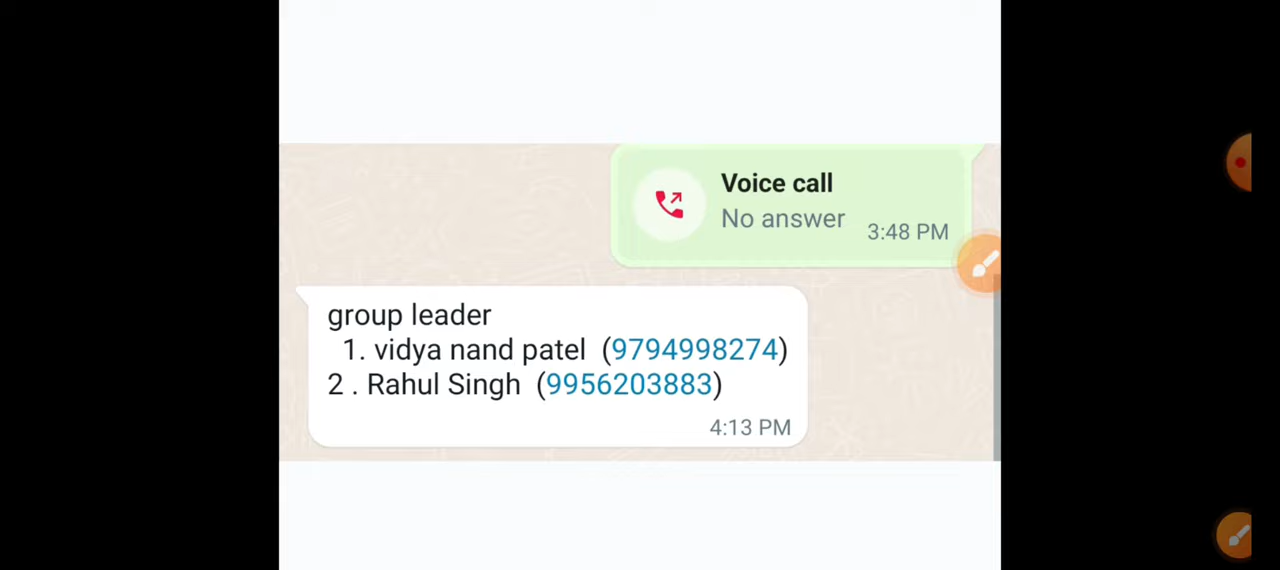 Voice call
No answer
3:48 PM
group leader
1. vidya nand patel (9794998274)
2 . Rahul Singh (9956203883)
4:13 PM